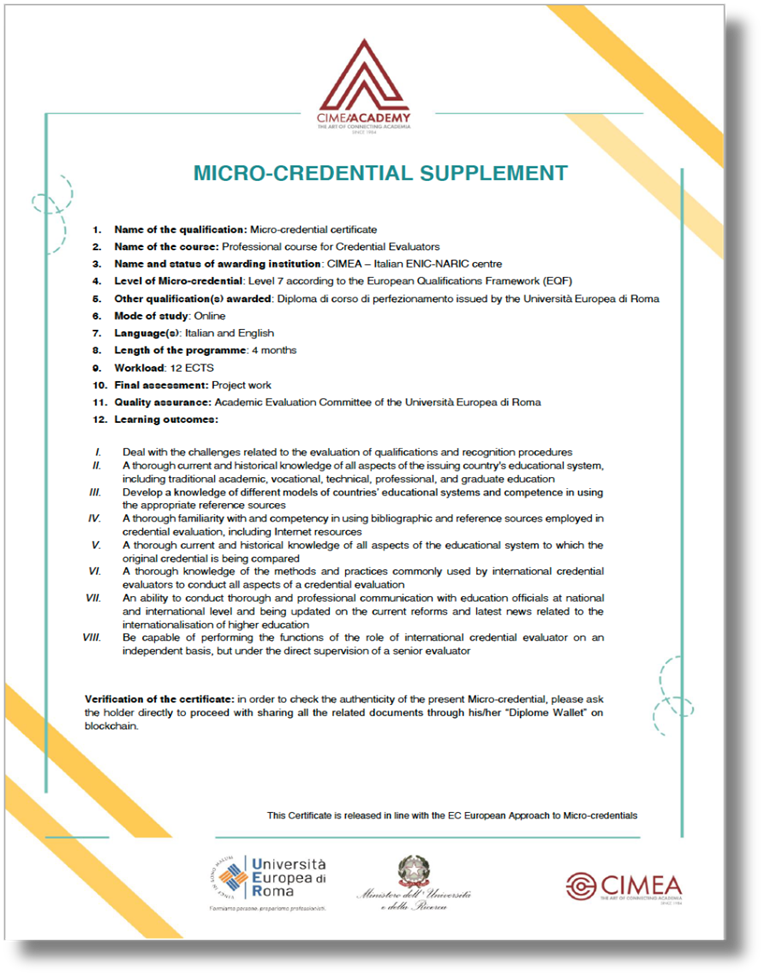 CIMEA ACADEMY
THE ART OF CONNECTING ACADEMIA
SINCE 1984
MICRO-CREDENTIAL SUPPLEMENT
1. Name of the qualification: Micro-credential certificate
2. Name of the course: Professional course for Credential Evaluators
3. Name and status of awarding institution: CIMEA – Italian ENIC-NARIC centre
4. Level of Micro-credential: Level 7 according to the European Qualifications Framework (EQF)
5. Other qualification(s) awarded: Diploma di corso di perfezionamento issued by the Università Europea di Roma
6. Mode of study: Online
7. Language(s): Italian and English
8. Length of the programme: 4 months
9. Workload: 12 ECTS
10. Final assessment: Project work
11. Quality assurance: Academic Evaluation Committee of the Università Europea di Roma
12. Learning outcomes:
I. Deal with the challenges related to the evaluation of qualifications and recognition procedures
II. A thorough current and historical knowledge of all aspects of the issuing country's educational system,
including traditional academic, vocational, technical, professional, and graduate education
III. Develop a knowledge of different models of countries' educational systems and competence in using
the appropriate reference sources
IV. A thorough familiarity with and competency in using bibliographic and reference sources employed in
credential evaluation, including Internet resources
V. A thorough current and historical knowledge of all aspects of the educational system to which the
original credential is being compared
VI. A thorough knowledge of the methods and practices commonly used by international credential
evaluators to conduct all aspects of a credential evaluation
VII. An ability to conduct thorough and professional communication with education officials at national
and international level and being updated on the current reforms and latest news related to the
internationalisation of higher education
VIII. Be capable of performing the functions of the role of international credential evaluator on an
independent basis, but under the direct supervision of a senior evaluator
Verification of the certificate: in order to check the authenticity of the present Micro-credential, please ask
the holder directly to proceed with sharing all the related documents through his/her “Diplome Wallet” on
blockchain.
This Certificate is released in line with the EC European Approach to Micro-credentials
Università
Europea di
Roma
Formiamo persone, prepariamo professionisti.
Ministero dell'Università
e della Ricerca
CIMEA
THE ART OF CONNECTING ACADEMIA
SINCE 1984